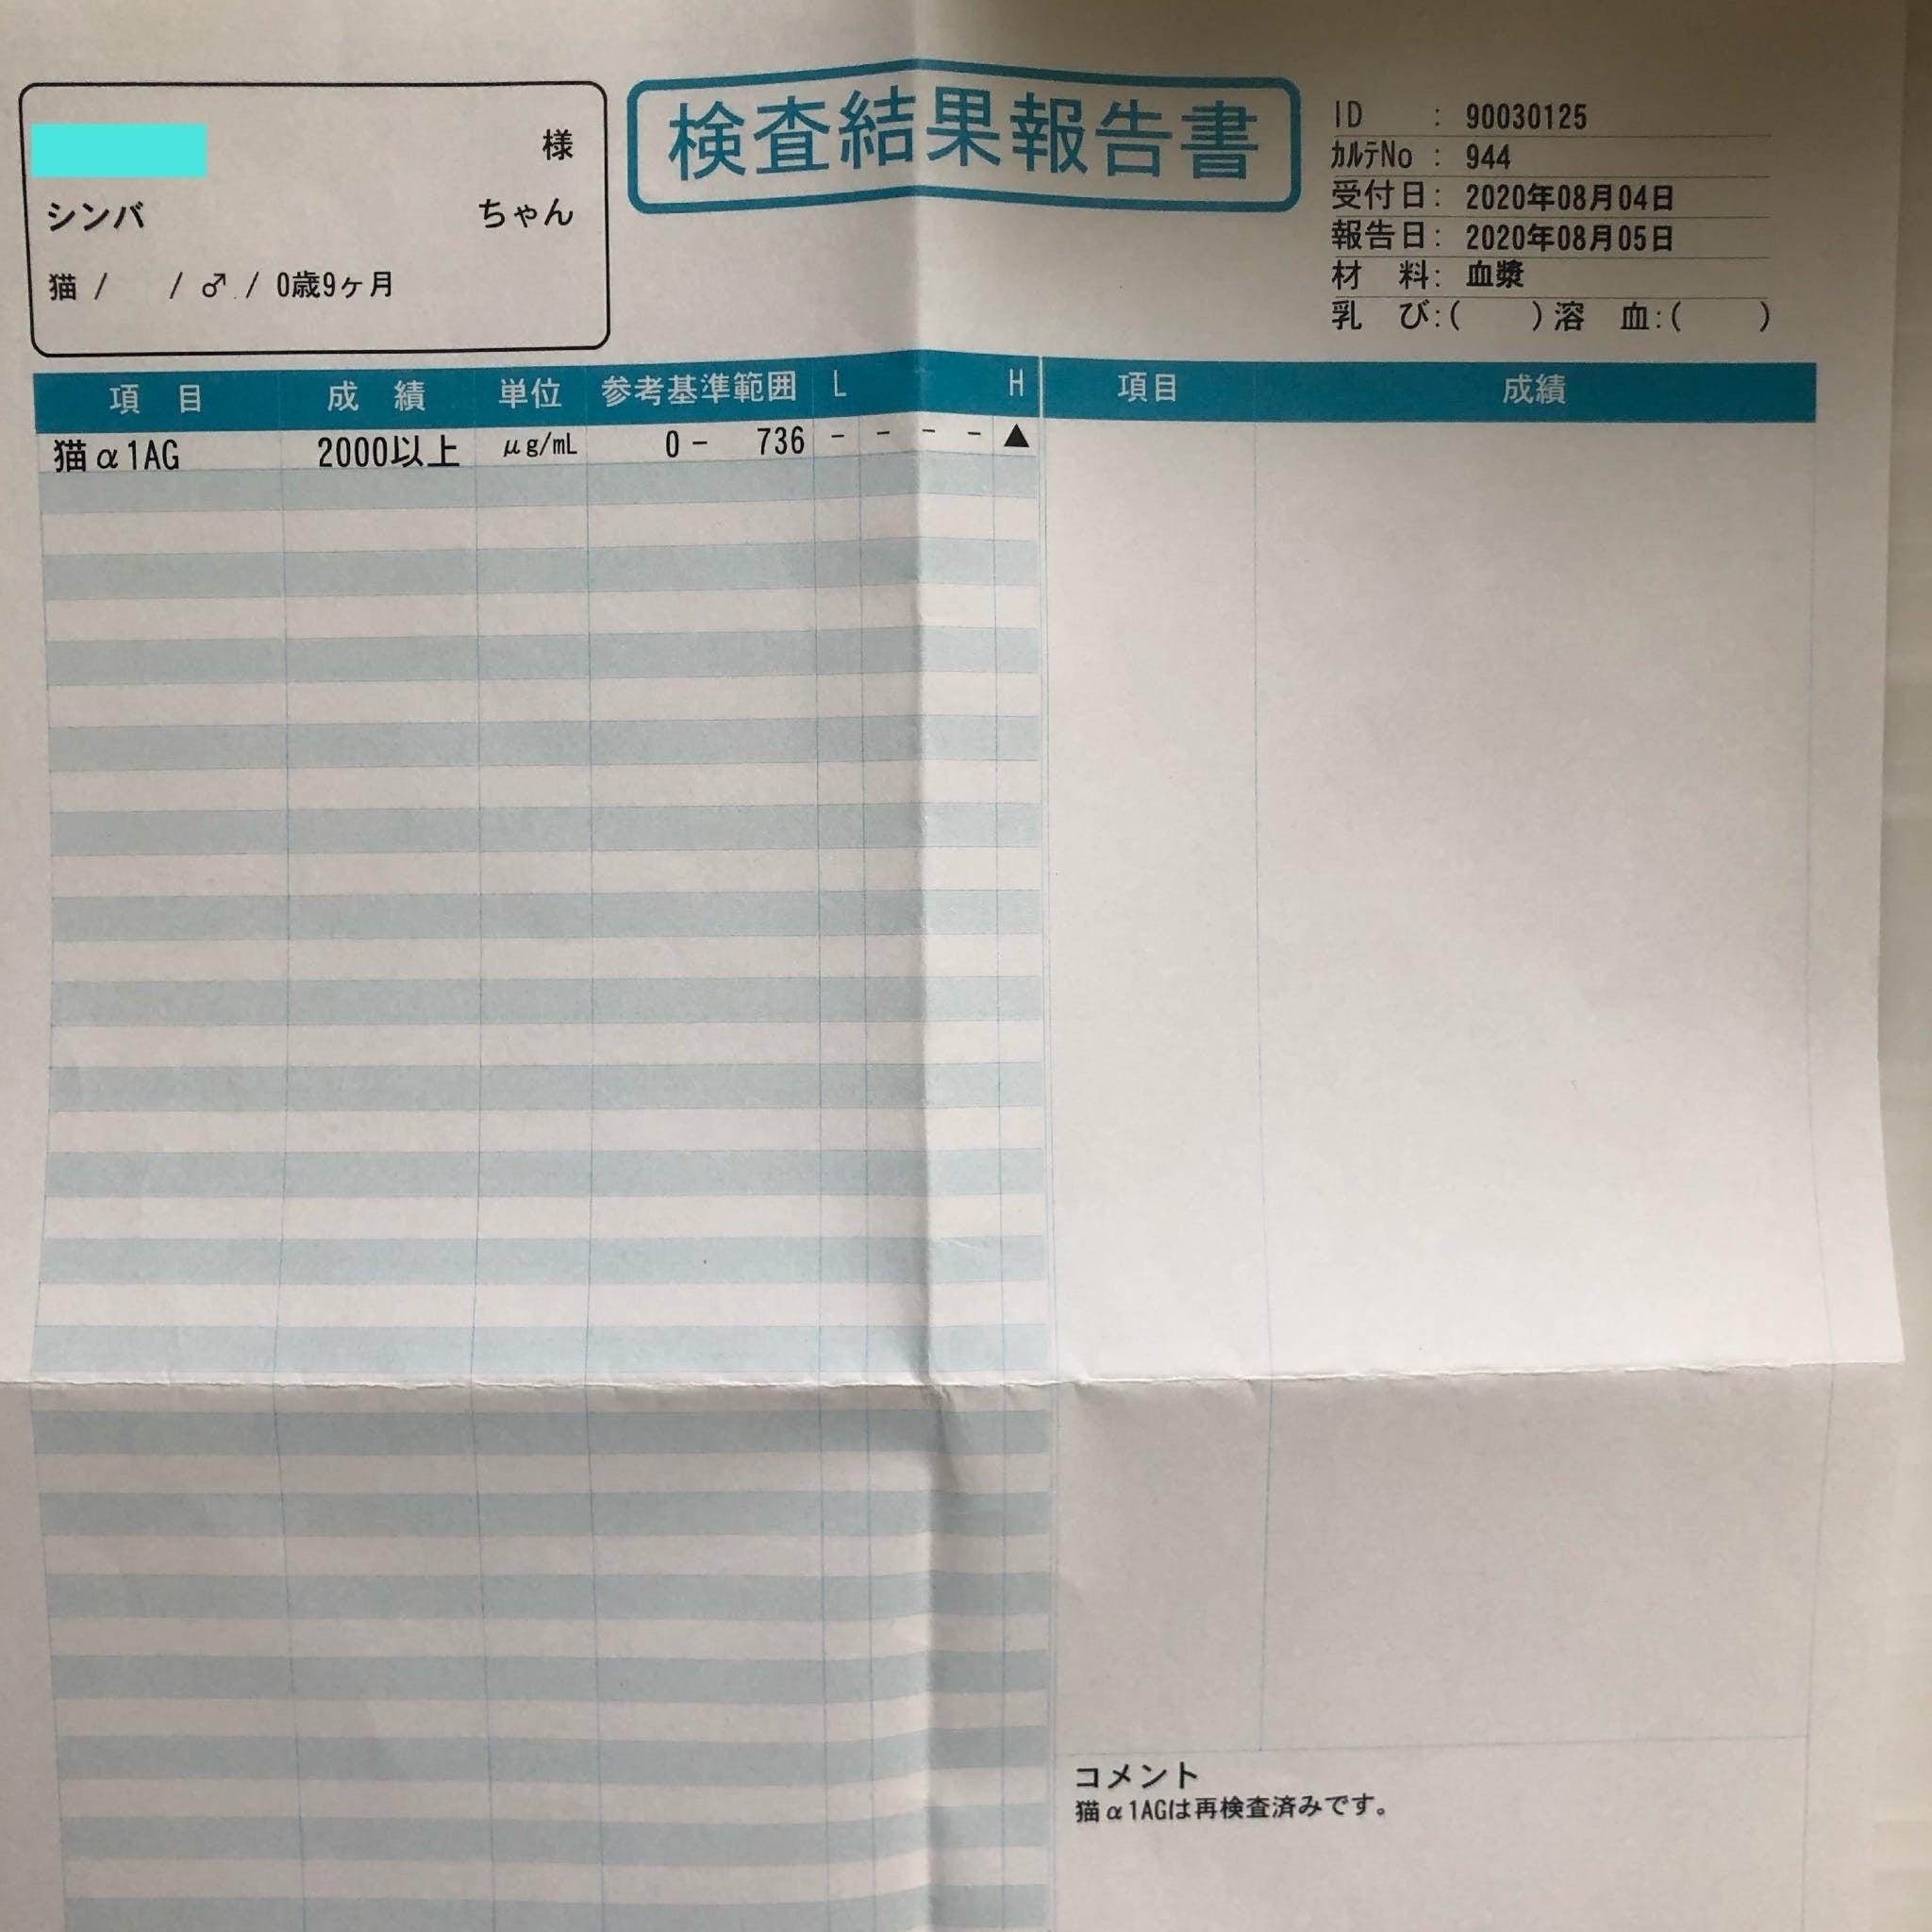 様
シンバ ちゃん
猫 / / ♂ / 0歳9ヶ月
検査結果報告書
ID : 90030125
ｶﾙﾃNo : 944
受付日: 2020年08月04日
報告日: 2020年08月05日
材 料: 血漿
乳 び:( ) 溶 血:( )
項 目 成 績 単位 参考基準範囲 L H 項目 成績
猫α1AG 2000以上 μg/mL 0 - 736 - - - - ▲
コメント
猫α1AGは再検査済みです。